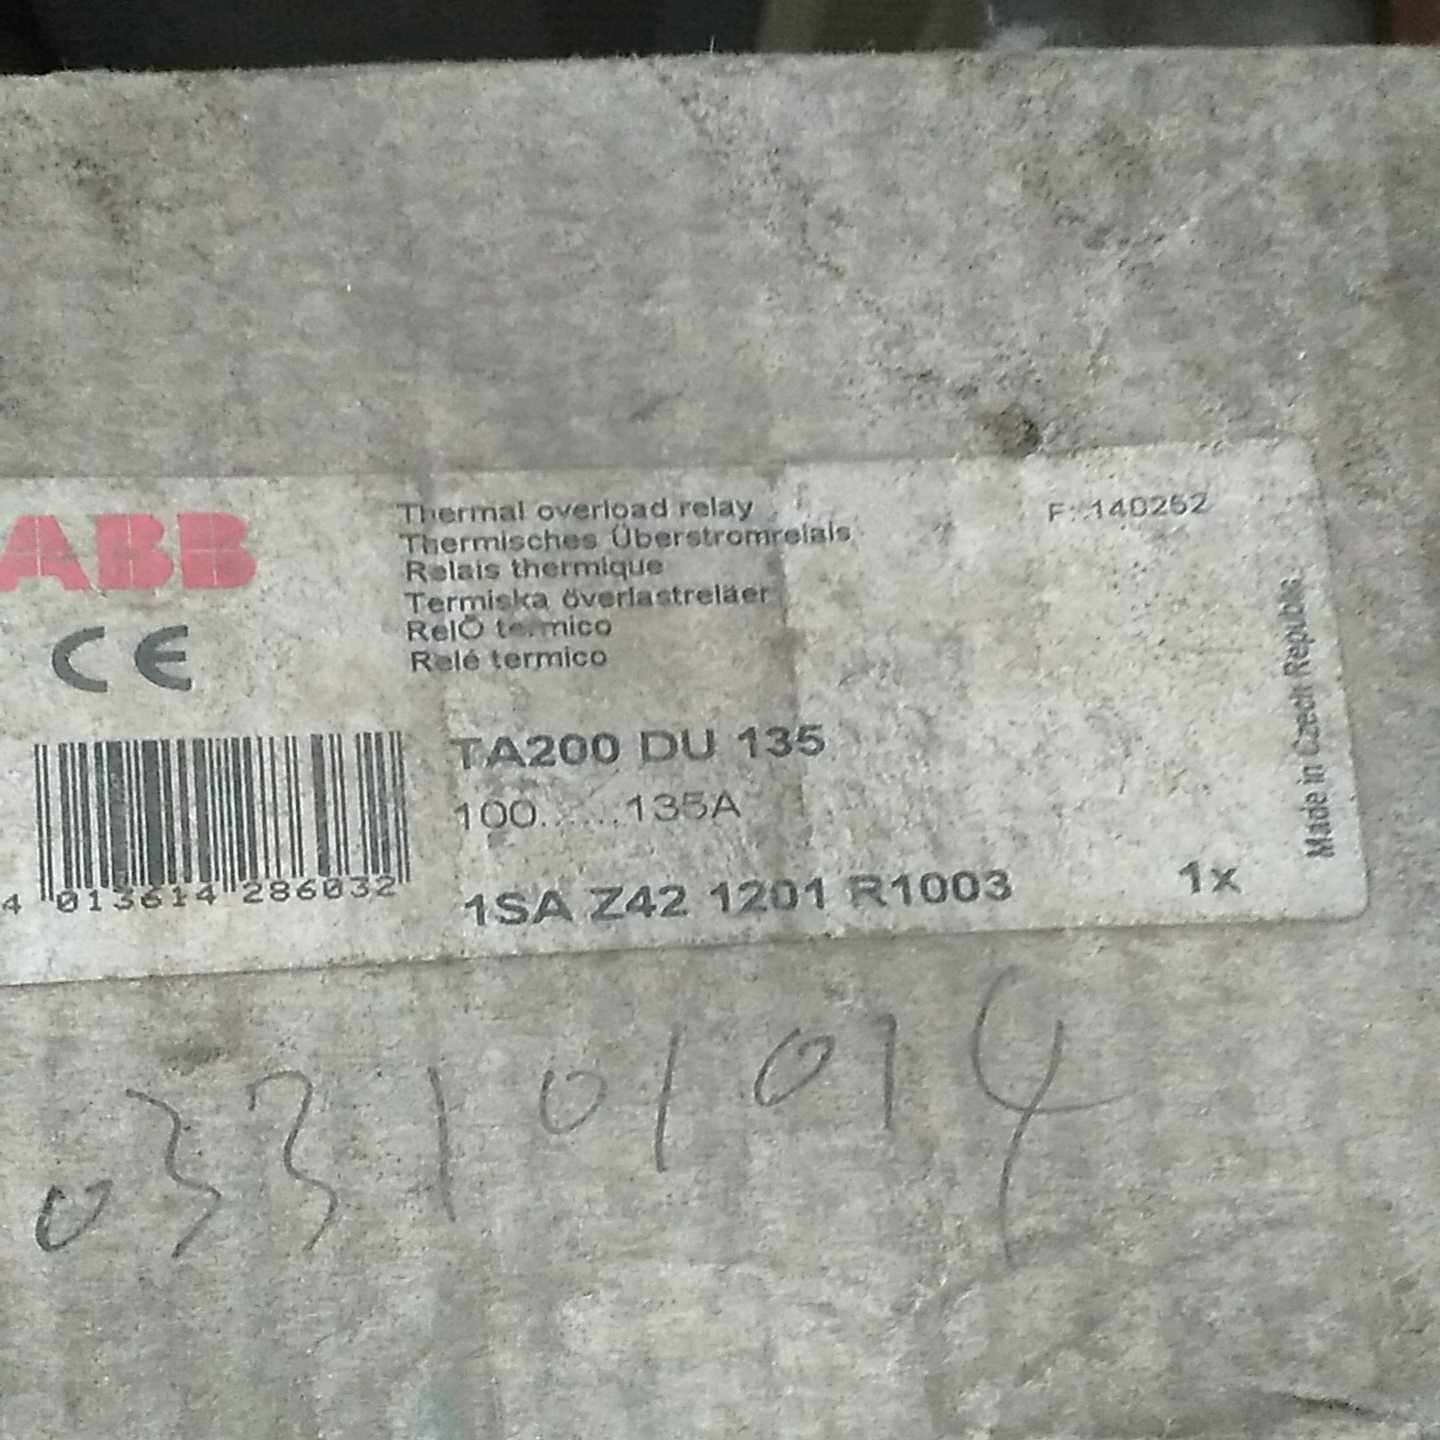 ABB
CE
Thermal overload relay
Thermisches Überstromrelais
Relais thermique
Termiska överlastreläer
RelÖ termico
Relé termico
F: 140252
Made in Czech Republic
TA200 DU 135
100......135A
4 013614 286032
1SA Z42 1201 R1003
1x
033101014